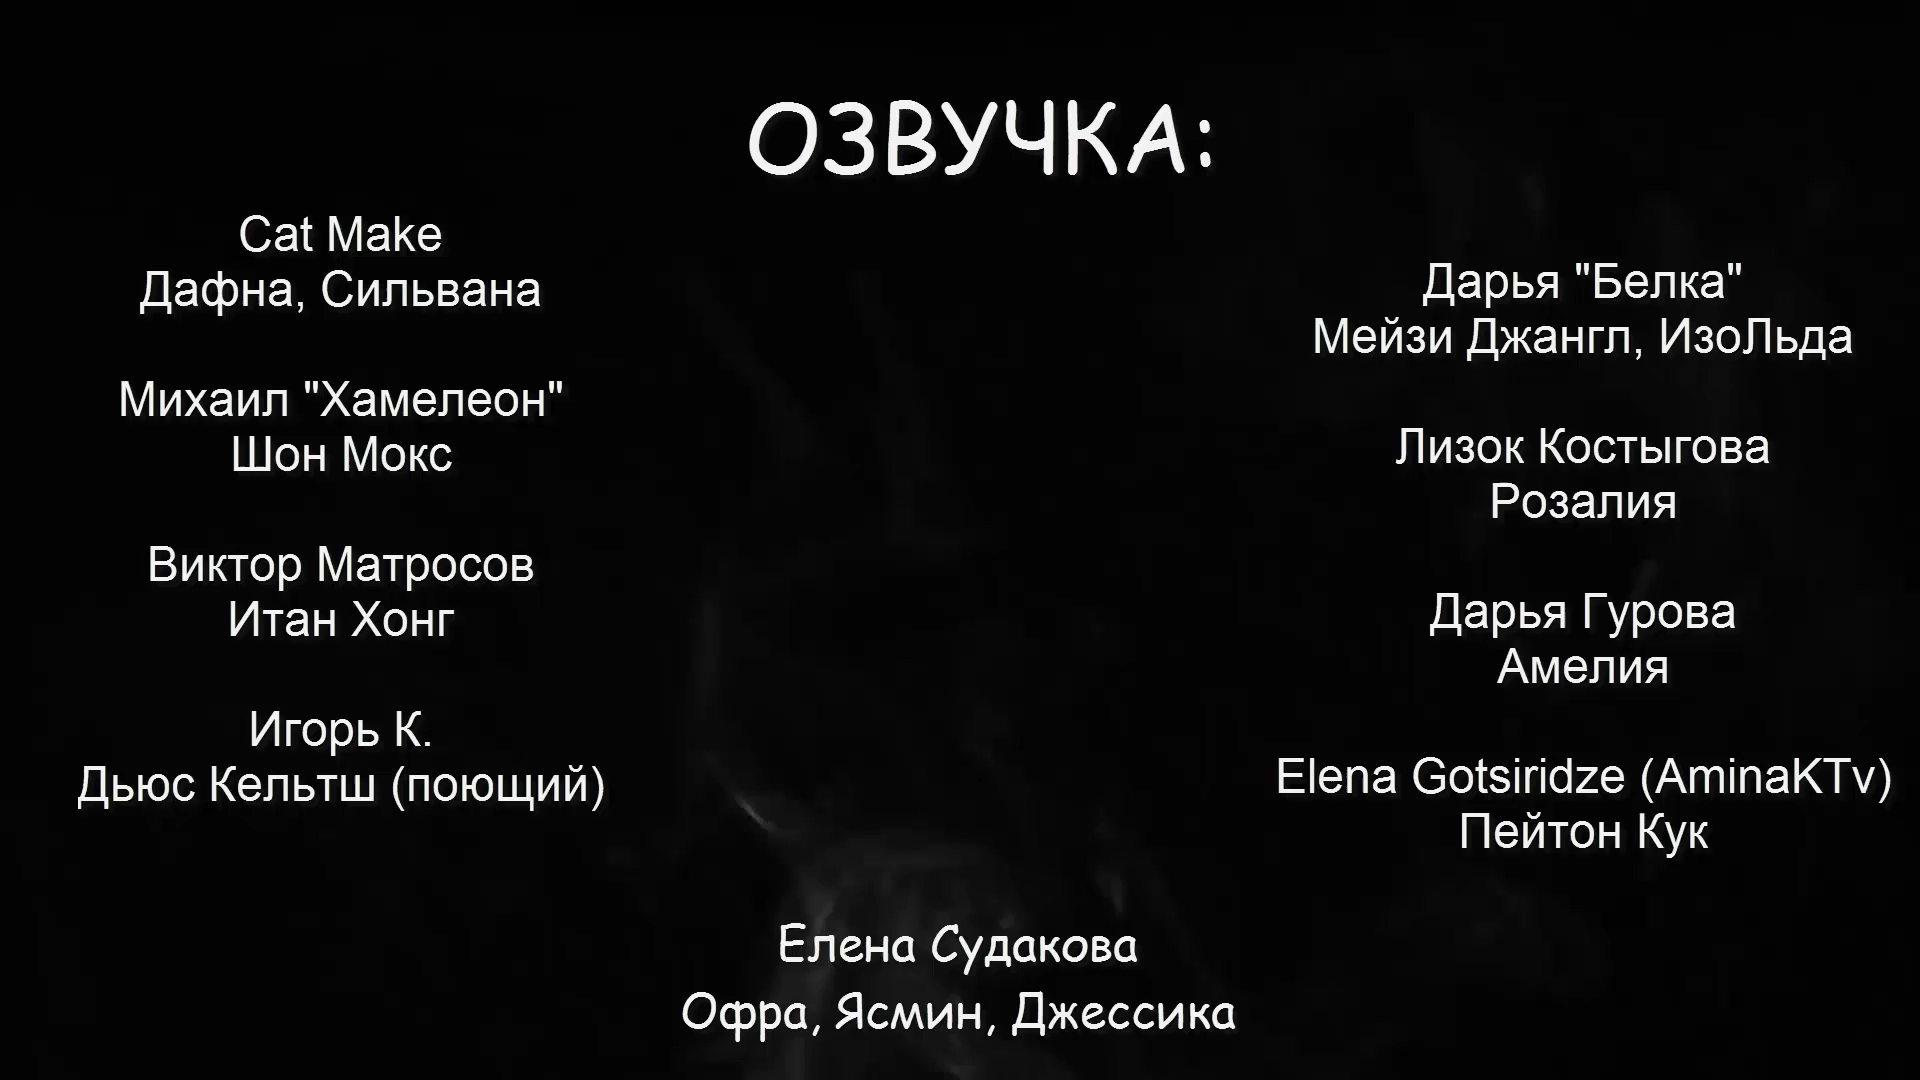 ОЗВУЧКА:
Cat Make
Дафна, Сильвана
Михаил "Хамелеон"
Шон Мокс
Виктор Матросов
Итан Хонг
Игорь К.
Дьюс Кельтш (поющий)
Дарья "Белка"
Мейзи Джангл, ИзоЛьда
Лизок Костыгова
Розалия
Дарья Гурова
Амелия
Elena Gotsiridze (AminaKTv)
Пейтон Кук
Елена Судакова
Офра, Ясмин, Джессика